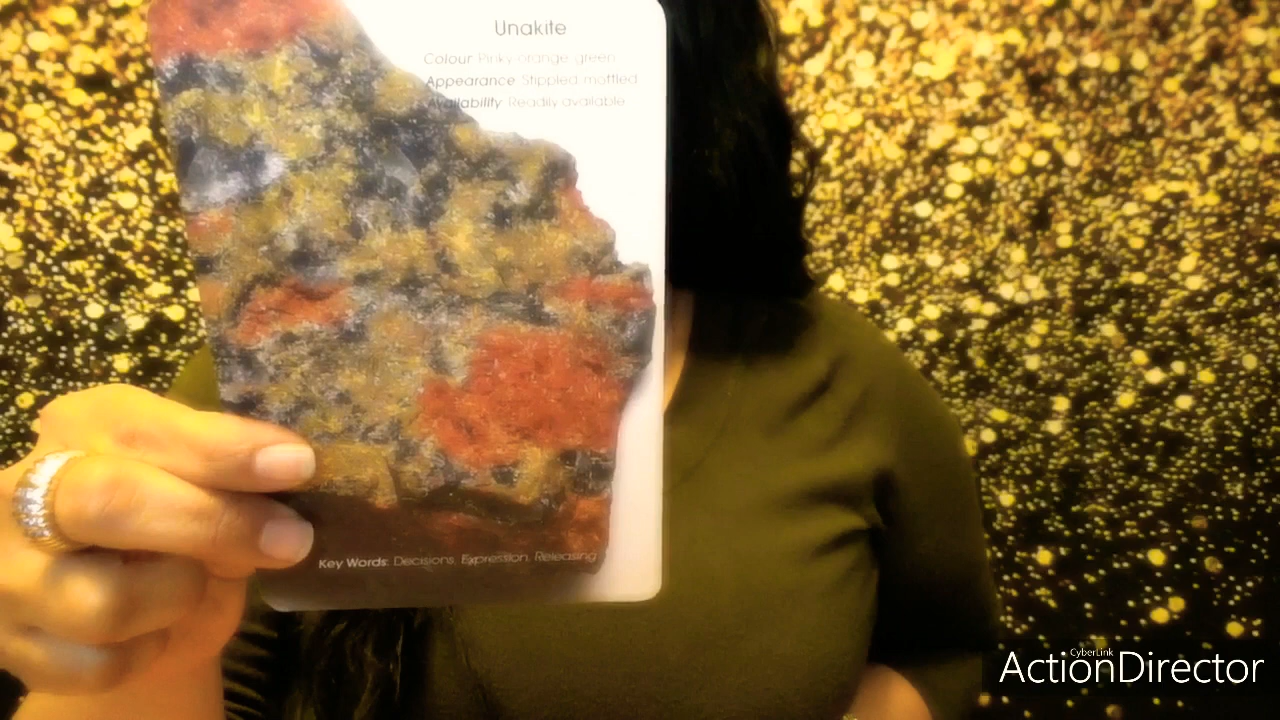 Unakite
Colour: Pinky-orange, green
Appearance: Stippled, mottled
Availability: Readily available
Key Words: Decisions, Expression, Releasing
CyberLink
ActionDirector